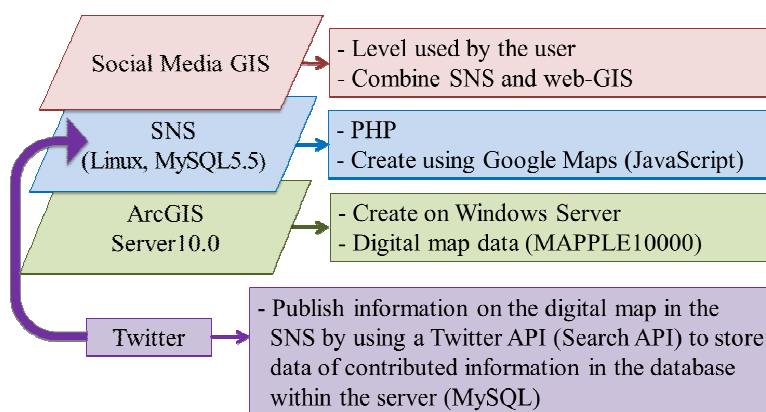 Social Media GIS
- Level used by the user
- Combine SNS and web-GIS
SNS
(Linux, MySQL5.5)
- PHP
- Create using Google Maps (JavaScript)
ArcGIS
Server10.0
- Create on Windows Server
- Digital map data (MAPPLE10000)
Twitter
- Publish information on the digital map in the
SNS by using a Twitter API (Search API) to store
data of contributed information in the database
within the server (MySQL)